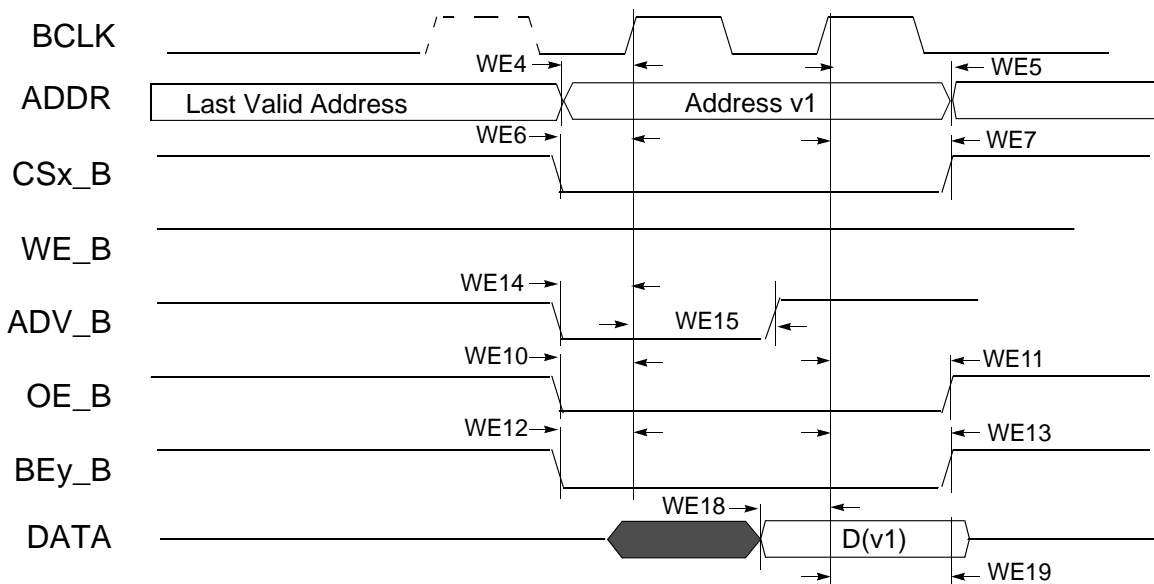 BCLK
WE4
WE5
ADDR
Last Valid Address
Address v1
WE6
WE7
CSx_B
WE_B
WE14
ADV_B
WE15
WE10
WE11
OE_B
WE12
WE13
BEy_B
WE18
DATA
D(v1)
WE19